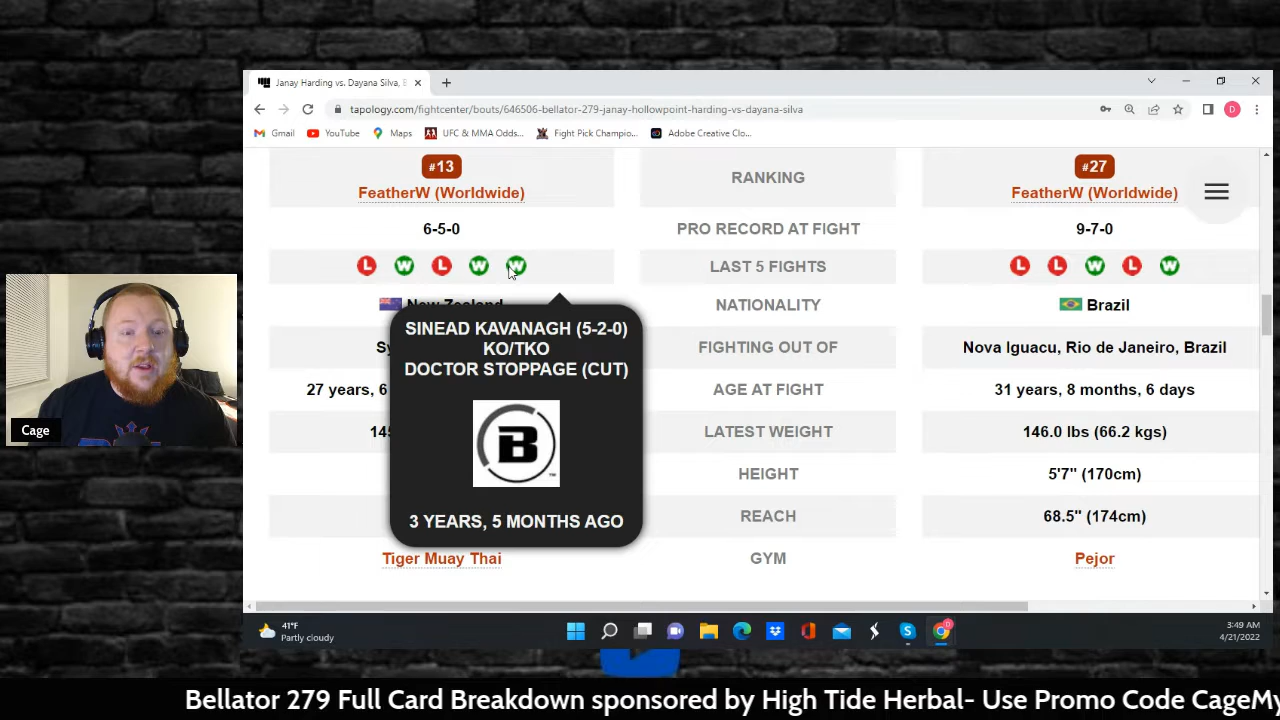 Janay Harding vs. Dayana Silva, B
tapology.com/fightcenter/bouts/646506-bellator-279-janay-hollowpoint-harding-vs-dayana-silva
D
Gmail YouTube Maps UFC & MMA Odds... Fight Pick Champio... Adobe Creative Clo...
#13 RANKING #27
FeatherW (Worldwide) FeatherW (Worldwide)
6-5-0 PRO RECORD AT FIGHT 9-7-0
L W L W W LAST 5 FIGHTS L L W L W
New Zealand NATIONALITY Brazil
SINEAD KAVANAGH (5-2-0)
KO/TKO
DOCTOR STOPPAGE (CUT)
B
3 YEARS, 5 MONTHS AGO
Sy FIGHTING OUT OF Nova Iguacu, Rio de Janeiro, Brazil
27 years, 6 AGE AT FIGHT 31 years, 8 months, 6 days
145 LATEST WEIGHT 146.0 lbs (66.2 kgs)
HEIGHT 5'7" (170cm)
REACH 68.5" (174cm)
Tiger Muay Thai GYM Pejor
Cage
41°F
Partly cloudy
3:49 AM
4/21/2022
Bellator 279 Full Card Breakdown sponsored by High Tide Herbal- Use Promo Code CageMy